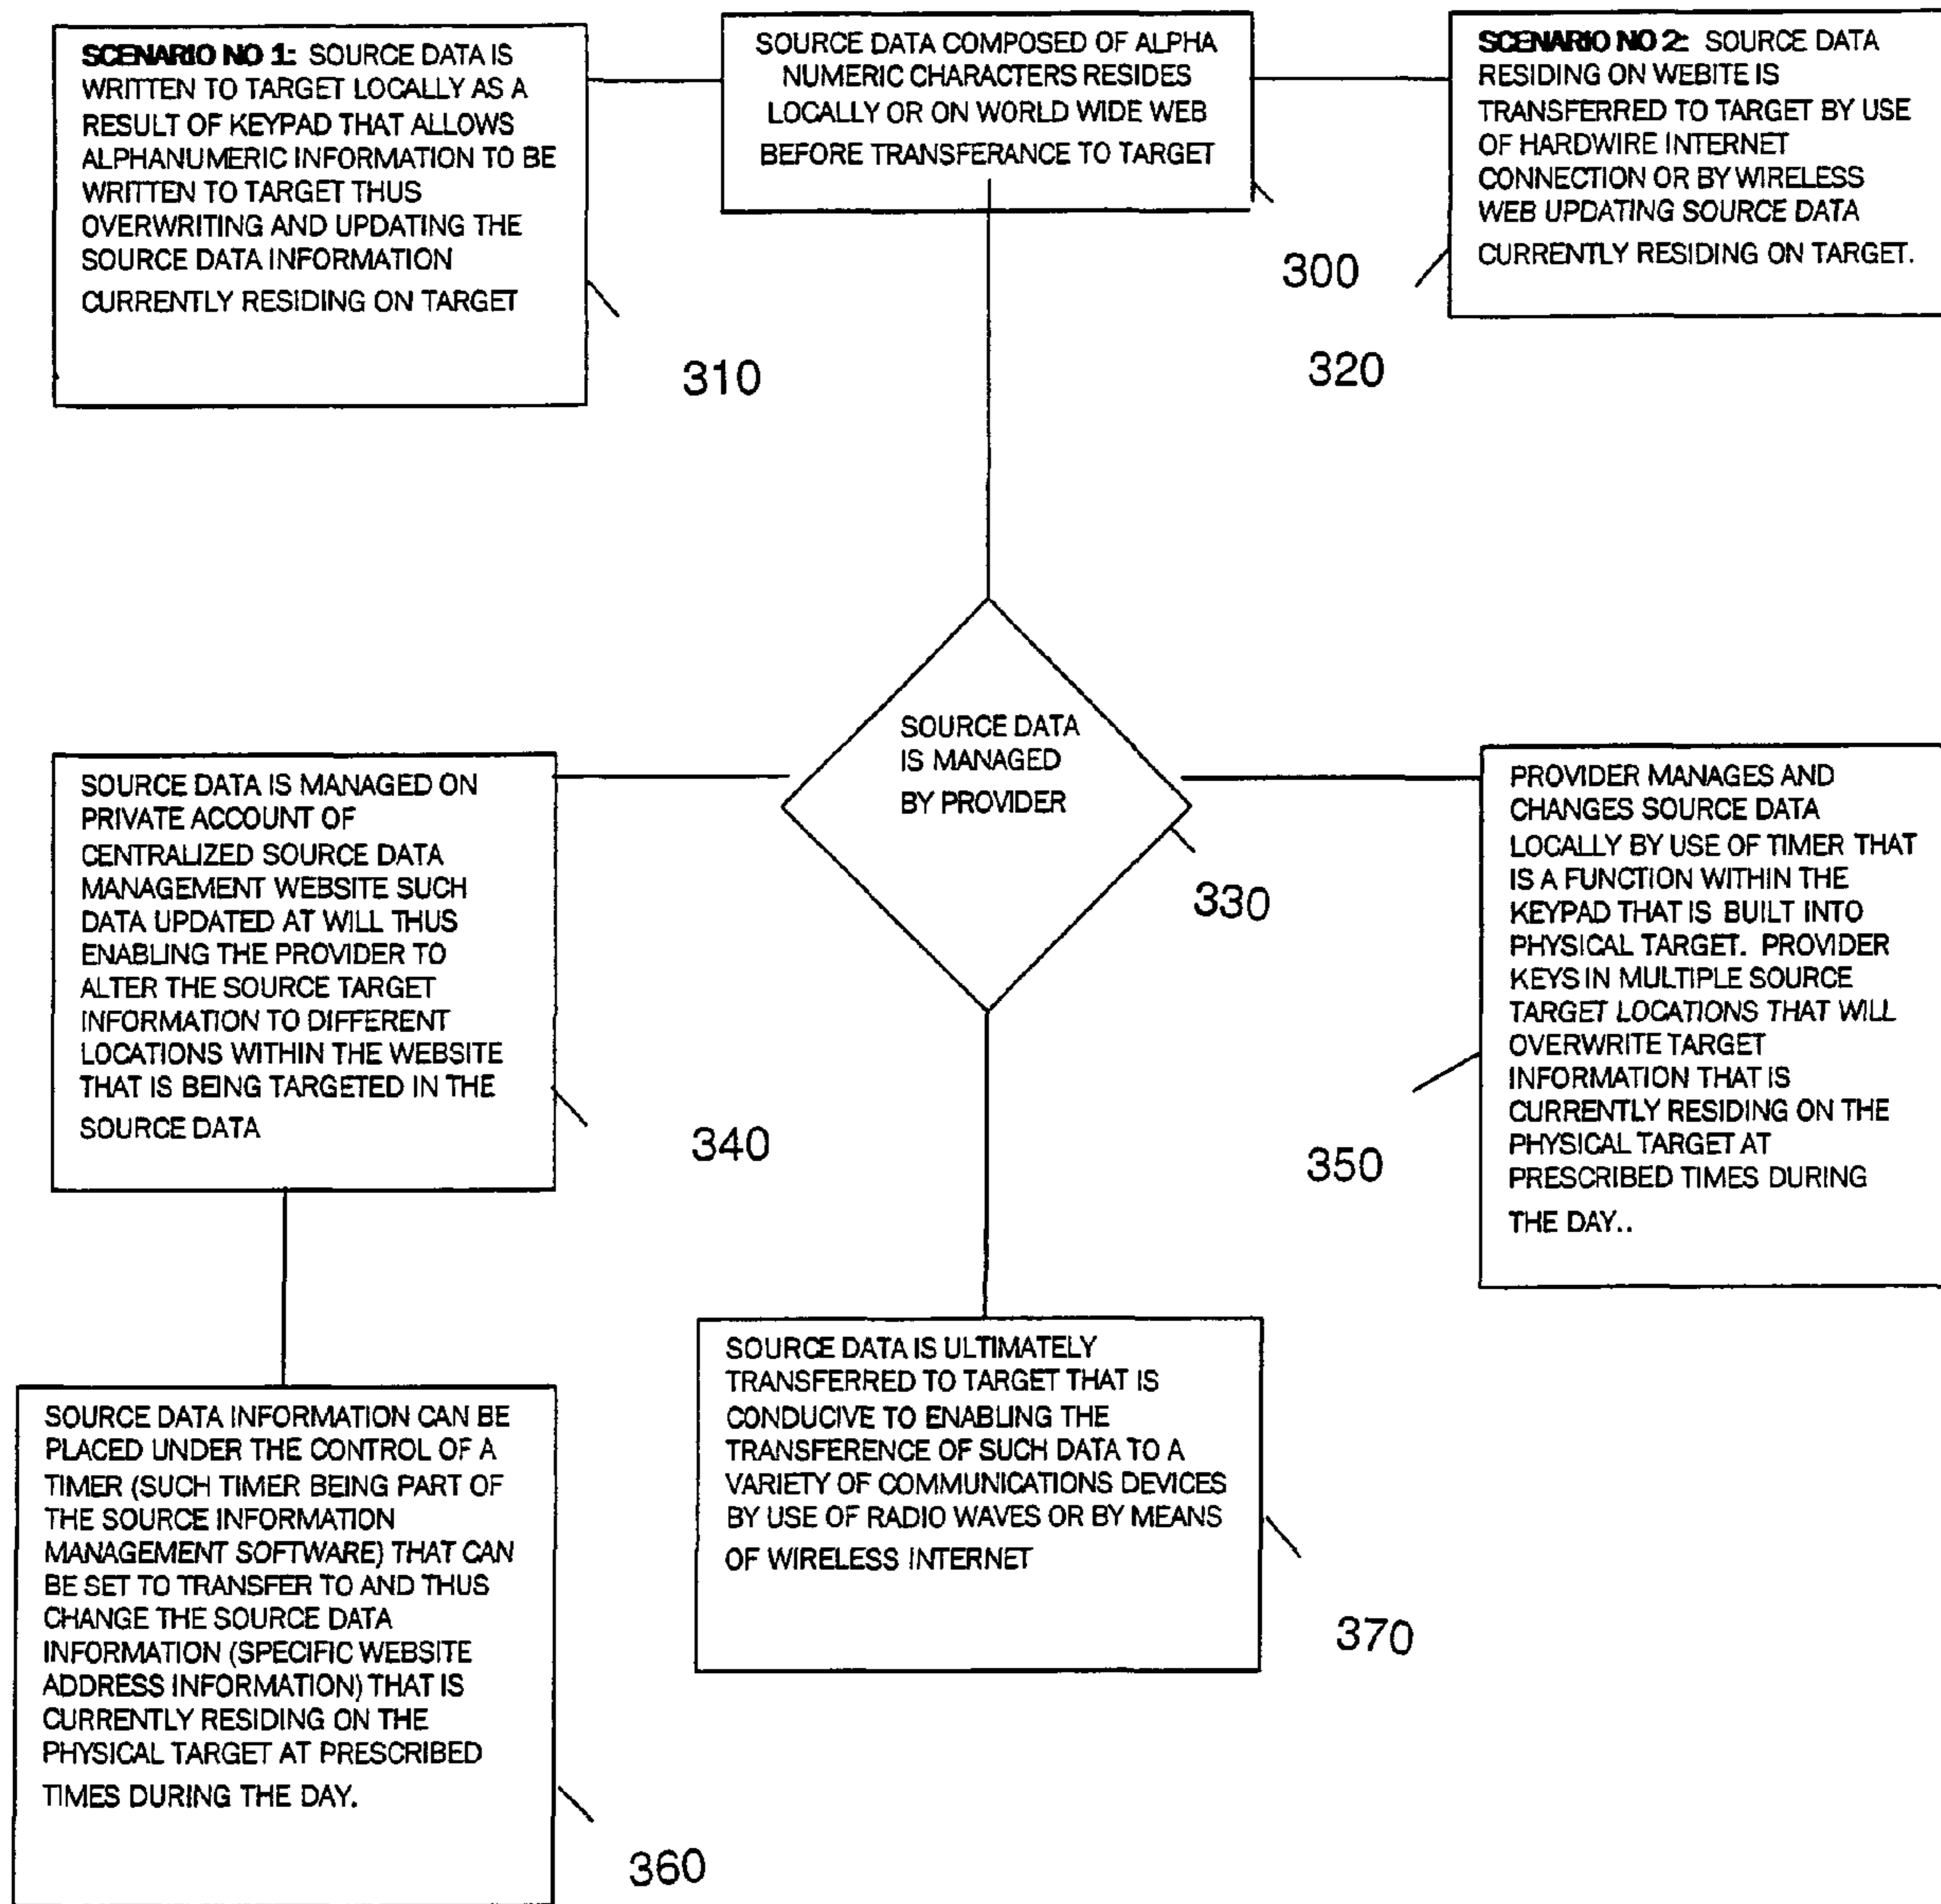 SCENARIO NO 1: SOURCE DATA IS
WRITTEN TO TARGET LOCALLY AS A
RESULT OF KEYPAD THAT ALLOWS
ALPHANUMERIC INFORMATION TO BE
WRITTEN TO TARGET THUS
OVERWRITING AND UPDATING THE
SOURCE DATA INFORMATION
CURRENTLY RESIDING ON TARGET
310
SOURCE DATA COMPOSED OF ALPHA
NUMERIC CHARACTERS RESIDES
LOCALLY OR ON WORLD WIDE WEB
BEFORE TRANSFERANCE TO TARGET
300
SCENARIO NO 2: SOURCE DATA
RESIDING ON WEBITE IS
TRANSFERRED TO TARGET BY USE
OF HARDWIRE INTERNET
CONNECTION OR BY WIRELESS
WEB UPDATING SOURCE DATA
CURRENTLY RESIDING ON TARGET.
320
SOURCE DATA
IS MANAGED
BY PROVIDER
330
SOURCE DATA IS MANAGED ON
PRIVATE ACCOUNT OF
CENTRALIZED SOURCE DATA
MANAGEMENT WEBSITE SUCH
DATA UPDATED AT WILL THUS
ENABLING THE PROVIDER TO
ALTER THE SOURCE TARGET
INFORMATION TO DIFFERENT
LOCATIONS WITHIN THE WEBSITE
THAT IS BEING TARGETED IN THE
SOURCE DATA
340
PROVIDER MANAGES AND
CHANGES SOURCE DATA
LOCALLY BY USE OF TIMER THAT
IS A FUNCTION WITHIN THE
KEYPAD THAT IS BUILT INTO
PHYSICAL TARGET. PROVIDER
KEYS IN MULTIPLE SOURCE
TARGET LOCATIONS THAT WILL
OVERWRITE TARGET
INFORMATION THAT IS
CURRENTLY RESIDING ON THE
PHYSICAL TARGET AT
PRESCRIBED TIMES DURING
THE DAY..
350
SOURCE DATA INFORMATION CAN BE
PLACED UNDER THE CONTROL OF A
TIMER (SUCH TIMER BEING PART OF
THE SOURCE INFORMATION
MANAGEMENT SOFTWARE) THAT CAN
BE SET TO TRANSFER TO AND THUS
CHANGE THE SOURCE DATA
INFORMATION (SPECIFIC WEBSITE
ADDRESS INFORMATION) THAT IS
CURRENTLY RESIDING ON THE
PHYSICAL TARGET AT PRESCRIBED
TIMES DURING THE DAY.
360
SOURCE DATA IS ULTIMATELY
TRANSFERRED TO TARGET THAT IS
CONDUCIVE TO ENABLING THE
TRANSFERENCE OF SUCH DATA TO A
VARIETY OF COMMUNICATIONS DEVICES
BY USE OF RADIO WAVES OR BY MEANS
OF WIRELESS INTERNET
370